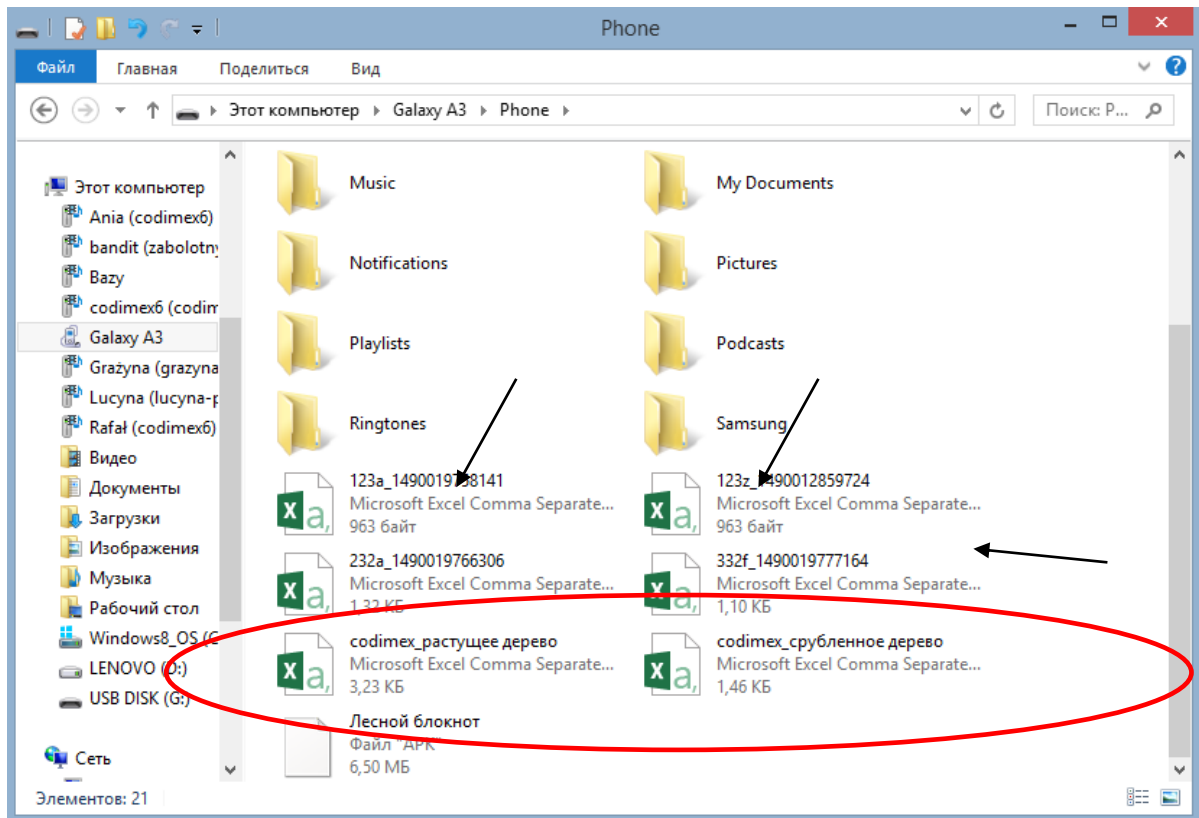 Phone
Файл Главная Поделиться Вид
Этот компьютер Galaxy A3 Phone Поиск: P...
Этот компьютер
Ania (codimex6)
bandit (zabolotny
Bazy
codimex6 (codim
Galaxy A3
Grażyna (grazyna
Lucyna (lucyna-p
Rafał (codimex6)
Видео
Документы
Загрузки
Изображения
Музыка
Рабочий стол
Windows8_OS (C
LENOVO (D:)
USB DISK (G:)
Сеть
Music
My Documents
Notifications
Pictures
Playlists
Podcasts
Ringtones
Samsung
123a_1490019738141
Microsoft Excel Comma Separate...
963 байт
123z_1490012859724
Microsoft Excel Comma Separate...
963 байт
232a_1490019766306
Microsoft Excel Comma Separate...
1,32 КБ
332f_1490019777164
Microsoft Excel Comma Separate...
1,10 КБ
codimex_растущее дерево
Microsoft Excel Comma Separate...
3,23 КБ
codimex_срубленное дерево
Microsoft Excel Comma Separate...
1,46 КБ
Лесной блокнот
Файл "APK"
6,50 МБ
Элементов: 21